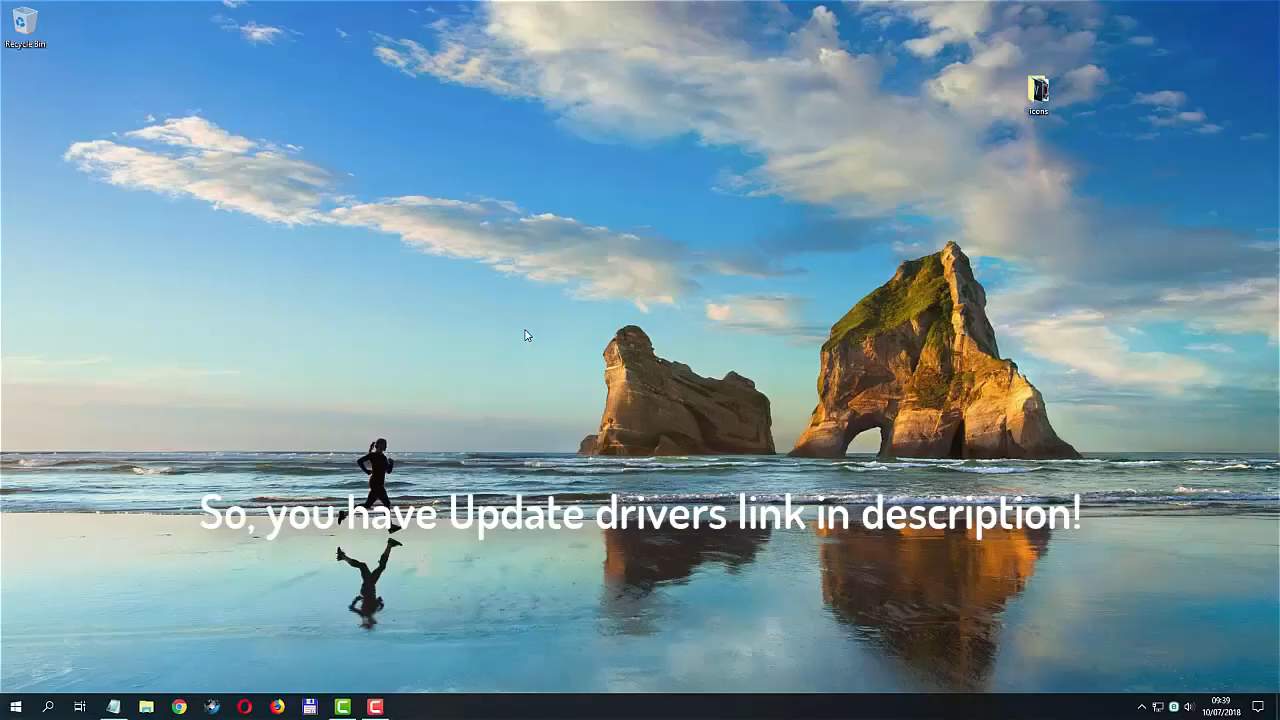 Recycle Bin
icons
So, you have Update drivers link in description!
09:39
10/07/2018